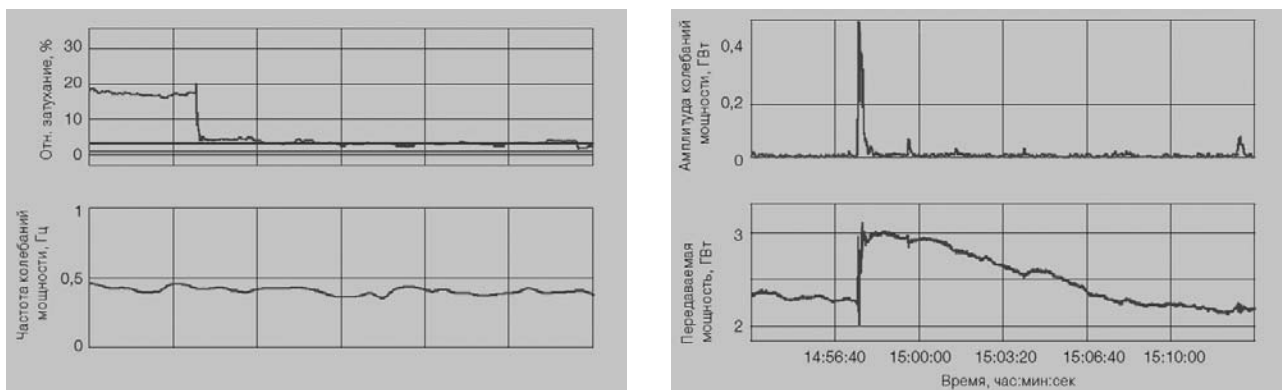 Отн. затухание, %
30
20
10
0
Частота колебаний
мощности, Гц
1
0,5
0
Амплитуда колебаний
мощности, ГВт
0,4
0,2
0
Передаваемая
мощность, ГВт
3
2
14:56:40 15:00:00 15:03:20 15:06:40 15:10:00
Время, час:мин:сек